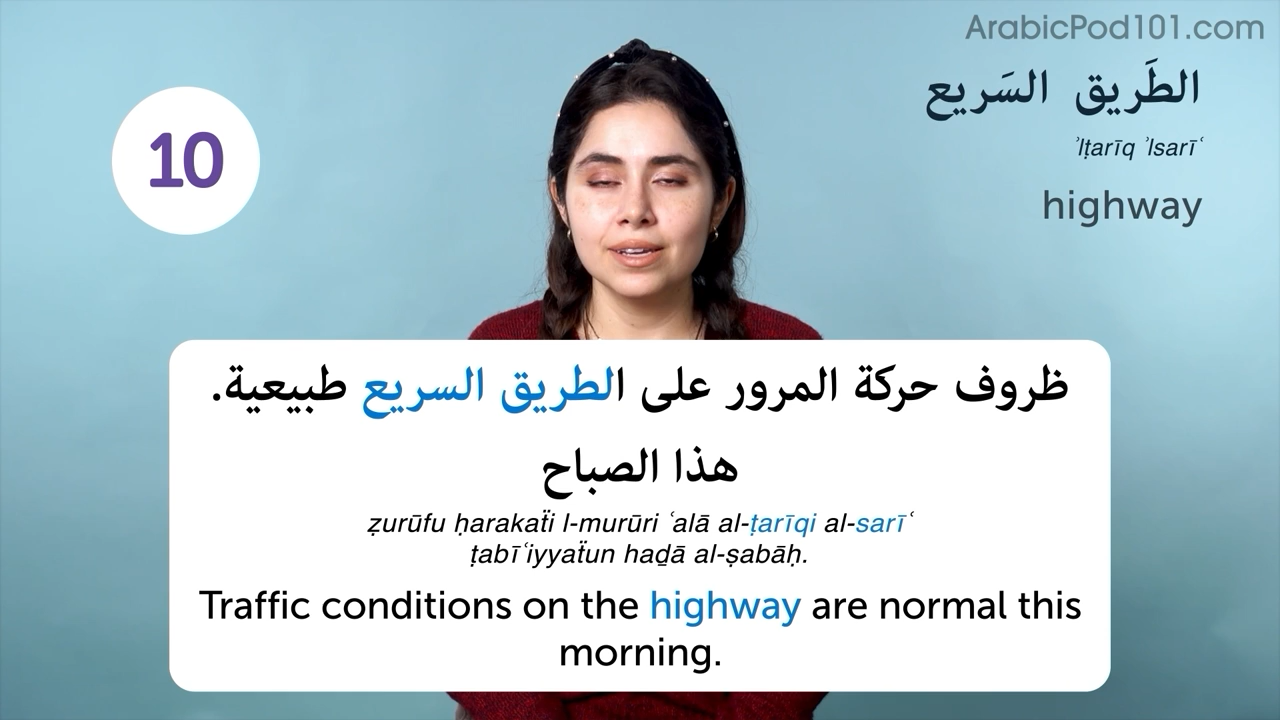 ArabicPod101.com
10
الطَريق السَريع
ʾlṭarīq ʾlsarīʿ
highway
ظروف حركة المرور على الطريق السريع طبيعية.
هذا الصباح
ẓurūfu ḥarakaẗi l-murūri ʿalā al-ṭarīqi al-sarīʿ
ṭabīʿiyyaẗun haḏā al-ṣabāḥ.
Traffic conditions on the highway are normal this
morning.